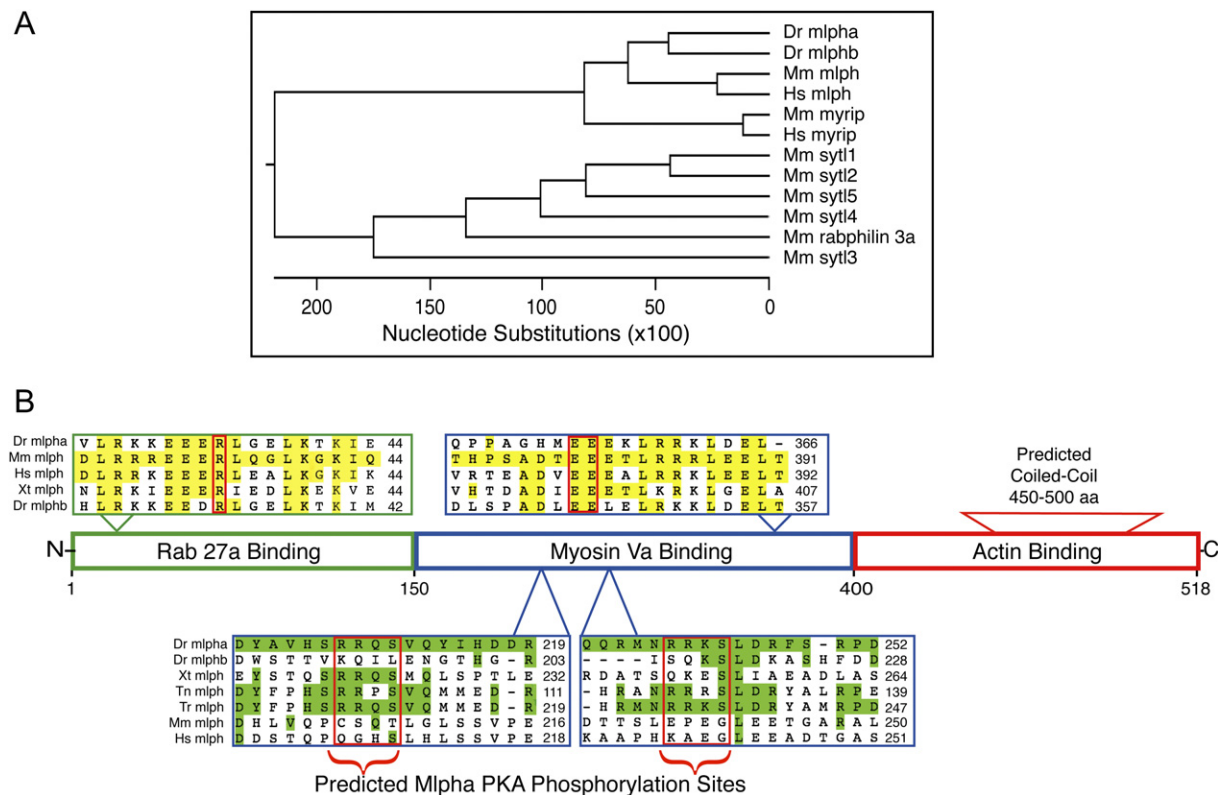 A
Dr mlpha
Dr mlphb
Mm mlph
Hs mlph
Mm myrip
Hs myrip
Mm sytl1
Mm sytl2
Mm sytl5
Mm sytl4
Mm rabphilin 3a
Mm sytl3
200 150 100 50 0
Nucleotide Substitutions (x100)
B
Dr mlpha V L R K K E E E R L G E L K T K I E 44
Mm mlph D L R R R E E E R L Q G L K G K I Q 44
Hs mlph D L R R K E E E R L E A L K G K I K 44
Xt mlph N L R K I E E E R I E D L K E K V E 44
Dr mlphb H L R K K E E D R L G E L K T K I M 42
Q P P A G H M E E E K L R R K L D E L - 366
T H P S A D T E E E T L R R R L E E L T 391
V R T E A D V E E E A L R R K L E E L T 392
V H T D A D I E E E T L K R K L G E L A 407
D L S P A D L E E L E L R K K L D E L T 357
Predicted
Coiled-Coil
450-500 aa
N Rab 27a Binding Myosin Va Binding Actin Binding C
1 150 400 518
Dr mlpha D Y A V H S R R Q S V Q Y I H D D R 219
Dr mlphb D W S T T V K Q I L E N G T H G - R 203
Xt mlph E Y S T Q S R R Q S M Q L S P T L E 232
Tn mlph D Y F P H S R R P S V Q M M E D - R 111
Tr mlph D Y F P H S R R Q S V Q M M E D - R 219
Mm mlph D H L V Q P C S Q T L G L S S V P E 216
Hs mlph D D S T Q P Q G H S L H L S S V P E 218
Q Q R M N R R K S L D R F S - R P D 252
- - - - I S Q K S L D K A S H F D D 228
R D A T S Q K E S L I A E A D L A S 264
- H R A N R R R S L D R Y A L R P E 139
- H R M N R R K S L D R Y A M R P D 247
D T T S L E P E G L E E T G A R A L 250
K A A P H K A E G L E E A D T G A S 251
Predicted Mlpha PKA Phosphorylation Sites